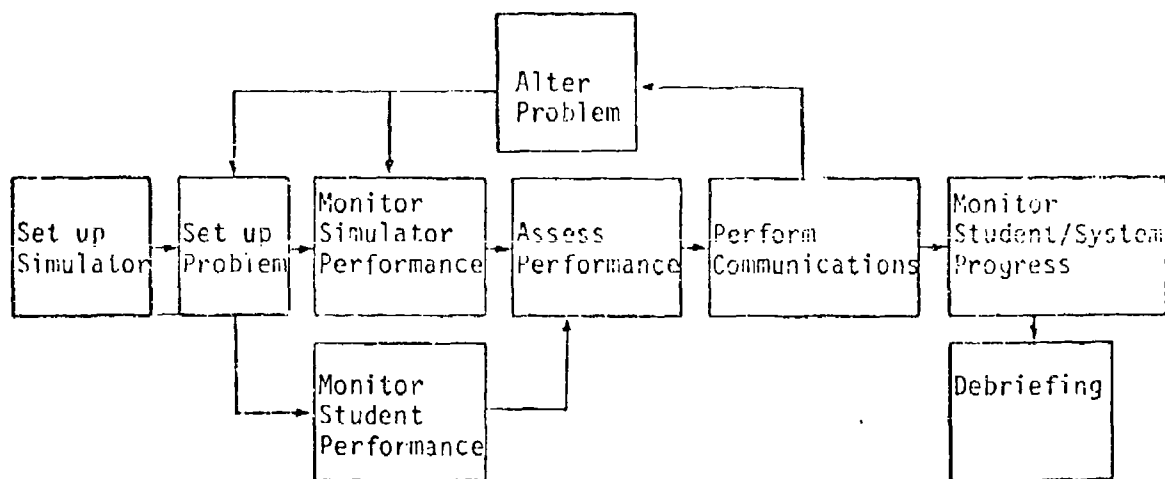 Alter
Problem
Set up
Simulator
Set up
Problem
Monitor
Simulator
Performance
Assess
Performance
Perform
Communications
Monitor
Student/System
Progress
Monitor
Student
Performance
Debriefing